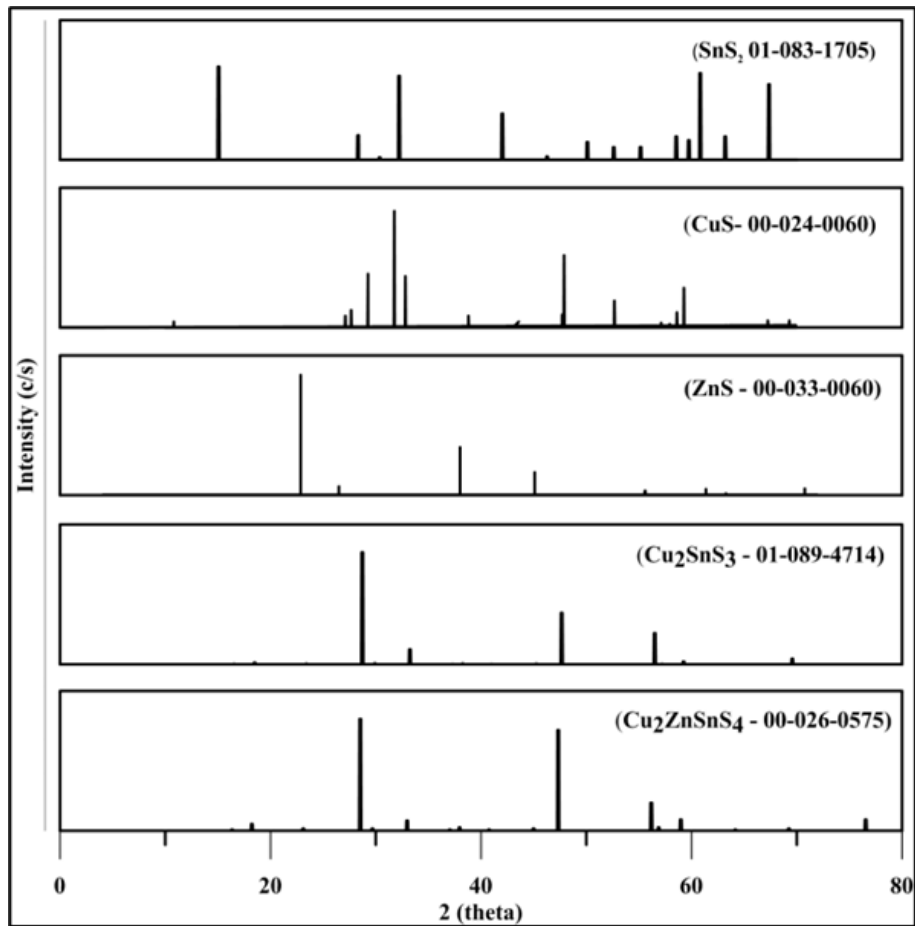 (SnS₂ 01-083-1705)
(CuS- 00-024-0060)
(ZnS - 00-033-0060)
(Cu₂SnS₃ - 01-089-4714)
(Cu₂ZnSnS₄ - 00-026-0575)
Intensity (c/s)
0 20 40 60 80
2 (theta)